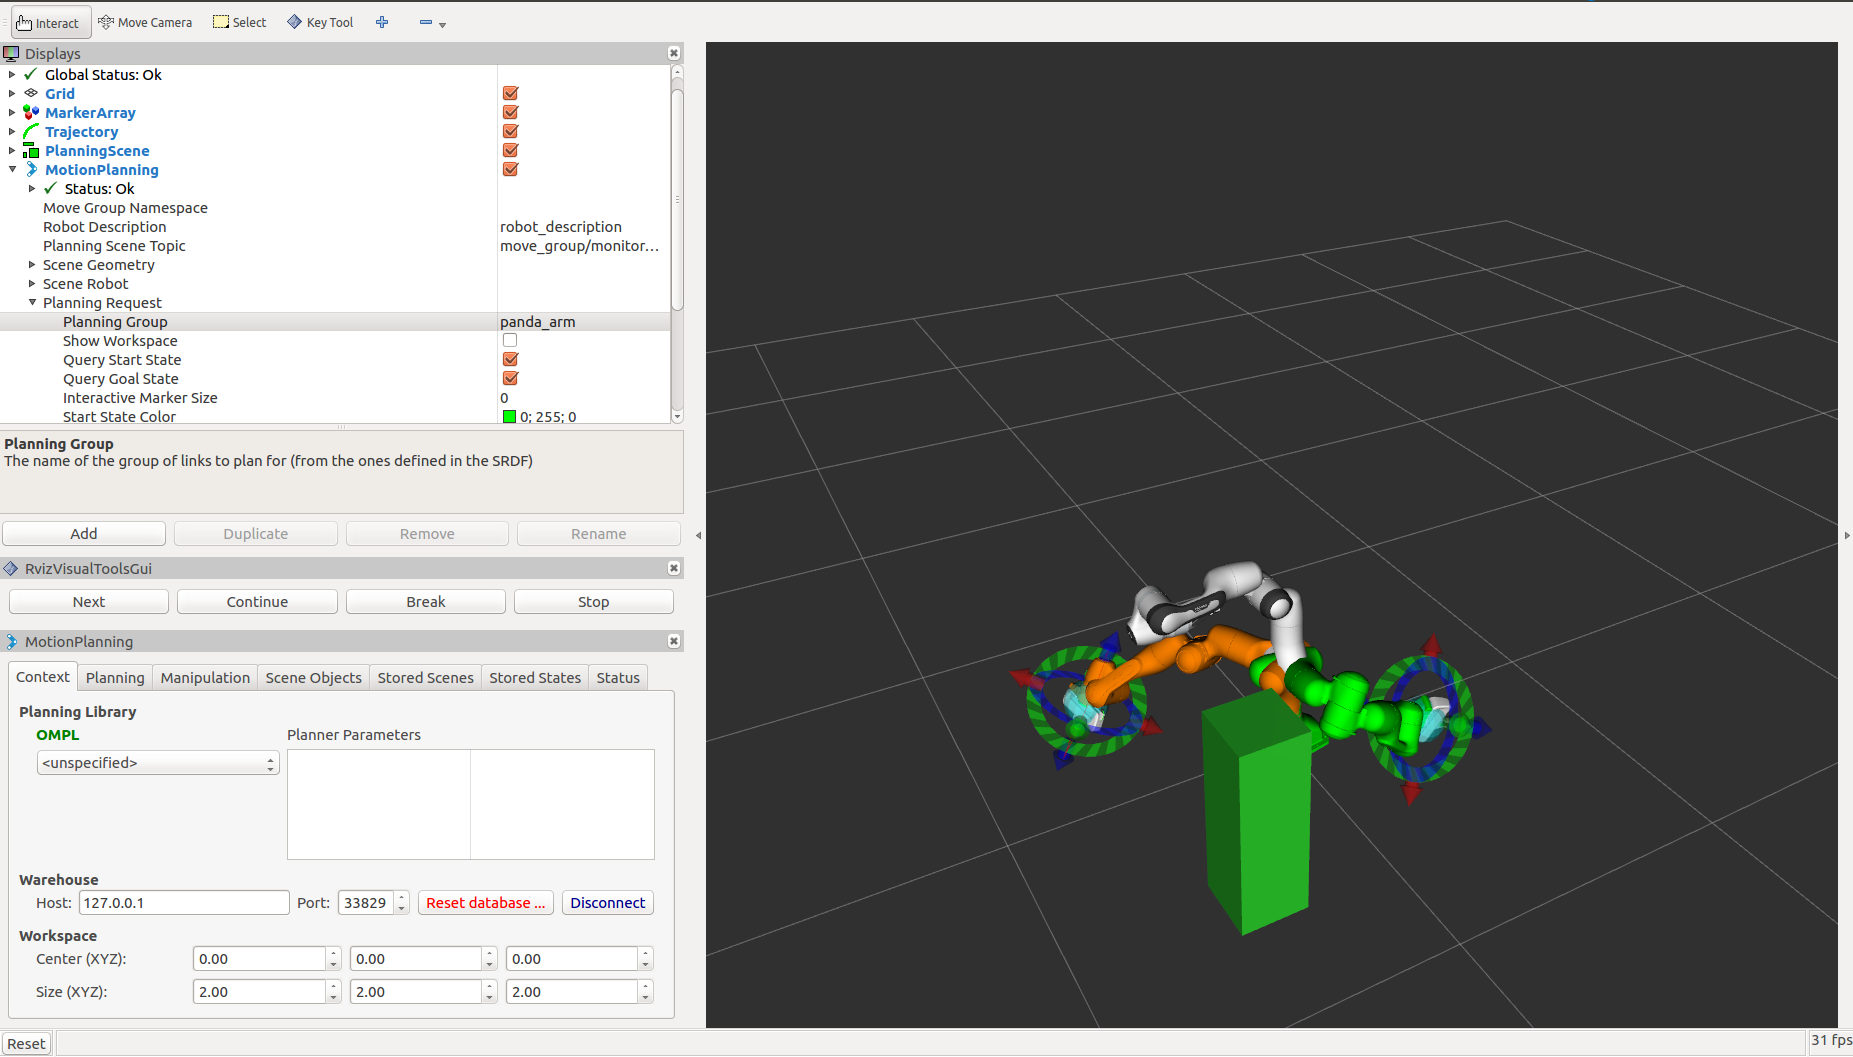 Interact Move Camera Select Key Tool
Displays
Global Status: Ok
Grid
MarkerArray
Trajectory
PlanningScene
MotionPlanning
Status: Ok
Move Group Namespace
Robot Description robot_description
Planning Scene Topic move_group/monitor...
Scene Geometry
Scene Robot
Planning Request
Planning Group panda_arm
Show Workspace
Query Start State
Query Goal State
Interactive Marker Size 0
Start State Color 0; 255; 0
Planning Group
The name of the group of links to plan for (from the ones defined in the SRDF)
Add Duplicate Remove Rename
RvizVisualToolsGui
Next Continue Break Stop
MotionPlanning
Context Planning Manipulation Scene Objects Stored Scenes Stored States Status
Planning Library
OMPL Planner Parameters
<unspecified>
Warehouse
Host: 127.0.0.1 Port: 33829 Reset database ... Disconnect
Workspace
Center (XYZ): 0.00 0.00 0.00
Size (XYZ): 2.00 2.00 2.00
Reset 31 fps